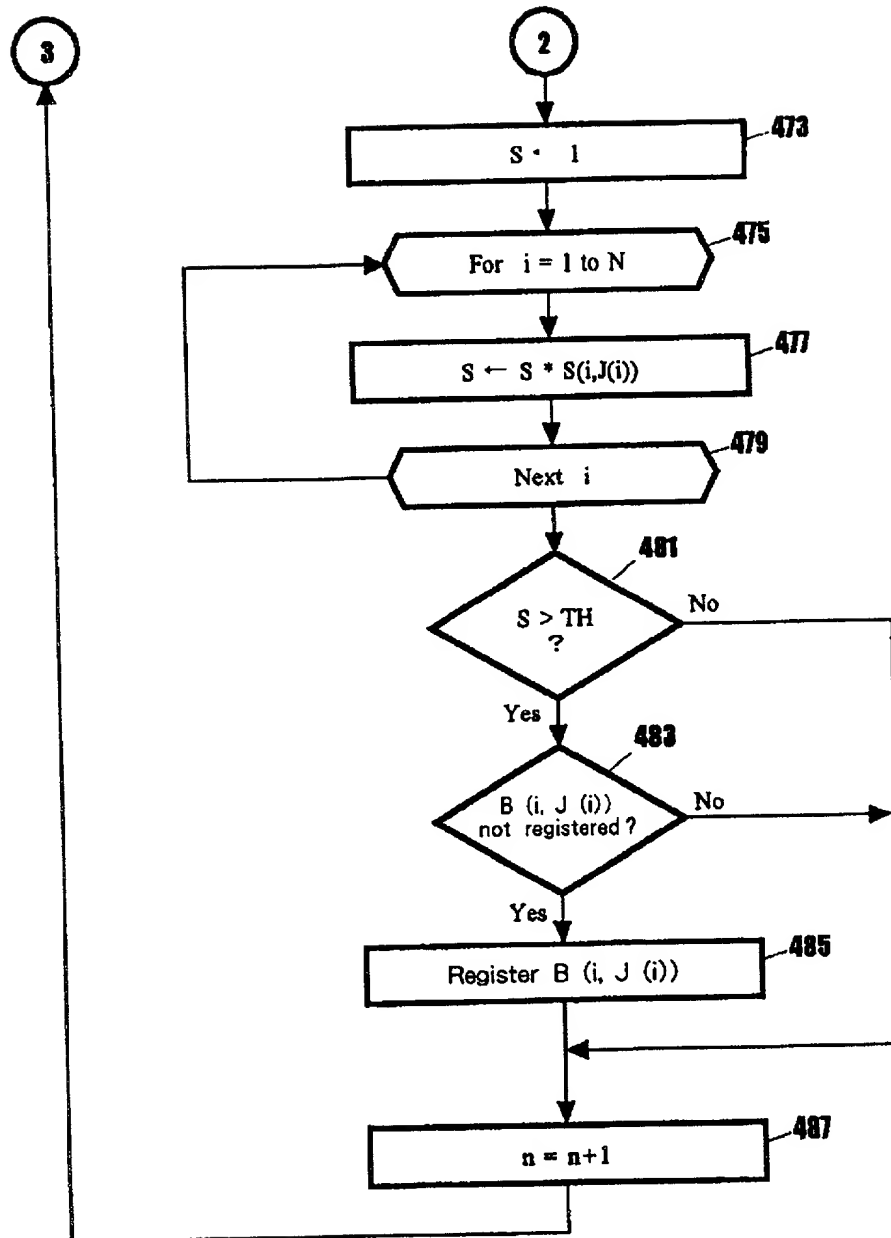 3
2
473
S · 1
475
For i = 1 to N
477
S ← S * S(i,J(i))
479
Next i
481
S > TH
?
No
Yes
483
B (i, J (i))
not registered ?
No
Yes
485
Register B (i, J (i))
487
n = n+1